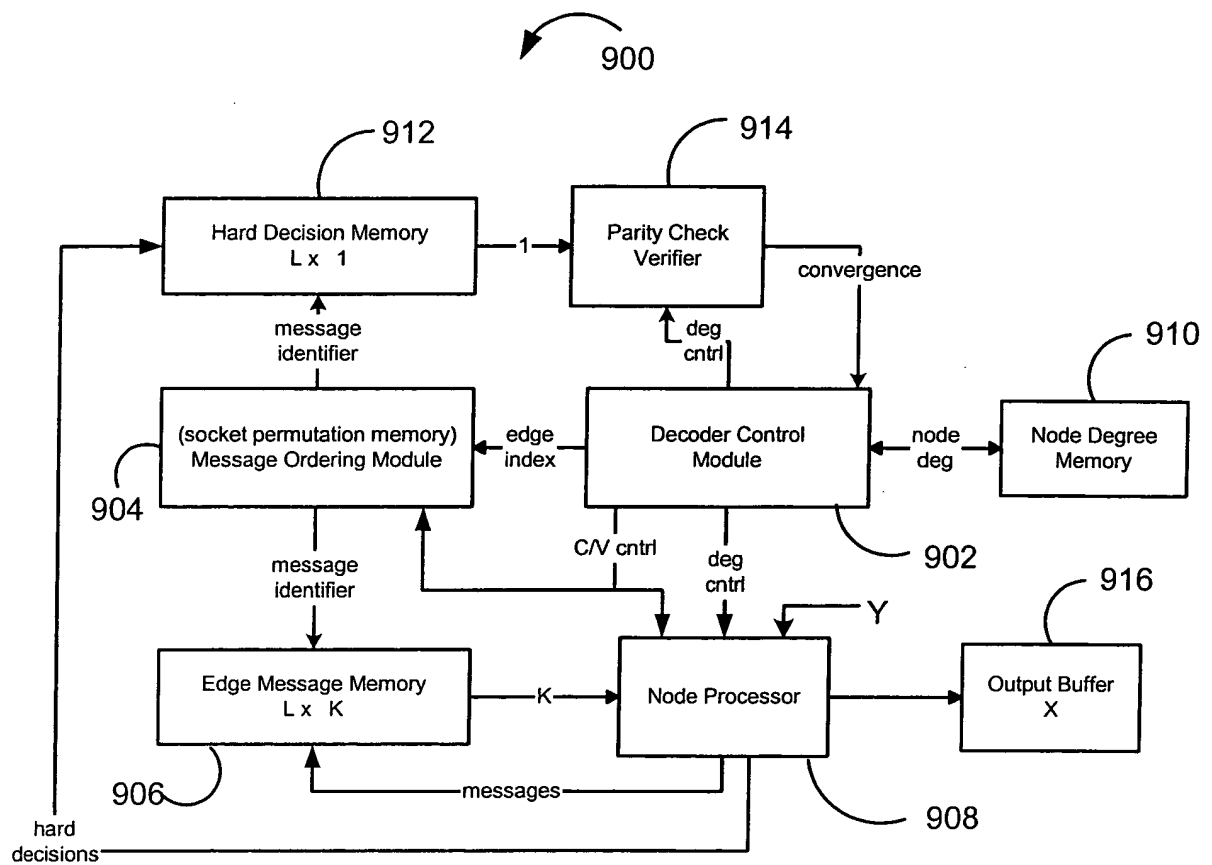 900
912
914
Hard Decision Memory
L x 1
1
Parity Check
Verifier
convergence
message
identifier
deg
cntrl
910
(socket permutation memory)
Message Ordering Module
edge
index
Decoder Control
Module
node
deg
Node Degree
Memory
904
C/V cntrl
deg
cntrl
902
message
identifier
916
Y
Edge Message Memory
L x K
K
Node Processor
Output Buffer
X
906
messages
908
hard
decisions